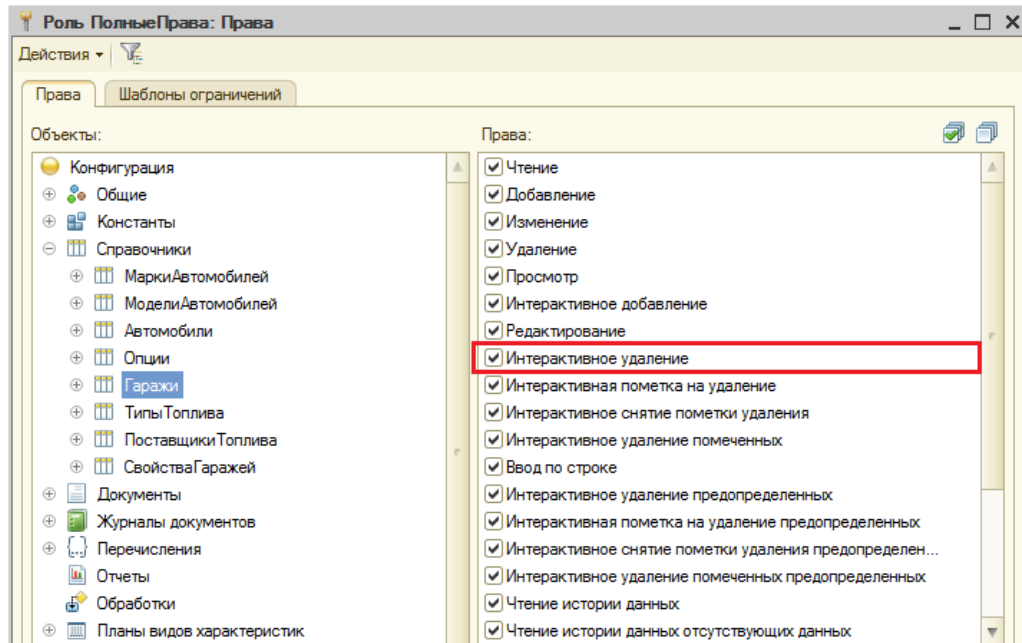 Роль ПолныеПрава: Права
Действия
Права Шаблоны ограничений
Объекты:
Конфигурация
Общие
Константы
Справочники
МаркиАвтомобилей
МоделиАвтомобилей
Автомобили
Опции
Гаражи
ТипыТоплива
ПоставщикиТоплива
СвойстваГаражей
Документы
Журналы документов
Перечисления
Отчеты
Обработки
Планы видов характеристик
Права:
Чтение
Добавление
Изменение
Удаление
Просмотр
Интерактивное добавление
Редактирование
Интерактивное удаление
Интерактивная пометка на удаление
Интерактивное снятие пометки удаления
Интерактивное удаление помеченных
Ввод по строке
Интерактивное удаление предопределенных
Интерактивная пометка на удаление предопределенных
Интерактивное снятие пометки удаления предопределен...
Интерактивное удаление помеченных предопределенных
Чтение истории данных
Чтение истории данных отсутствующих данных